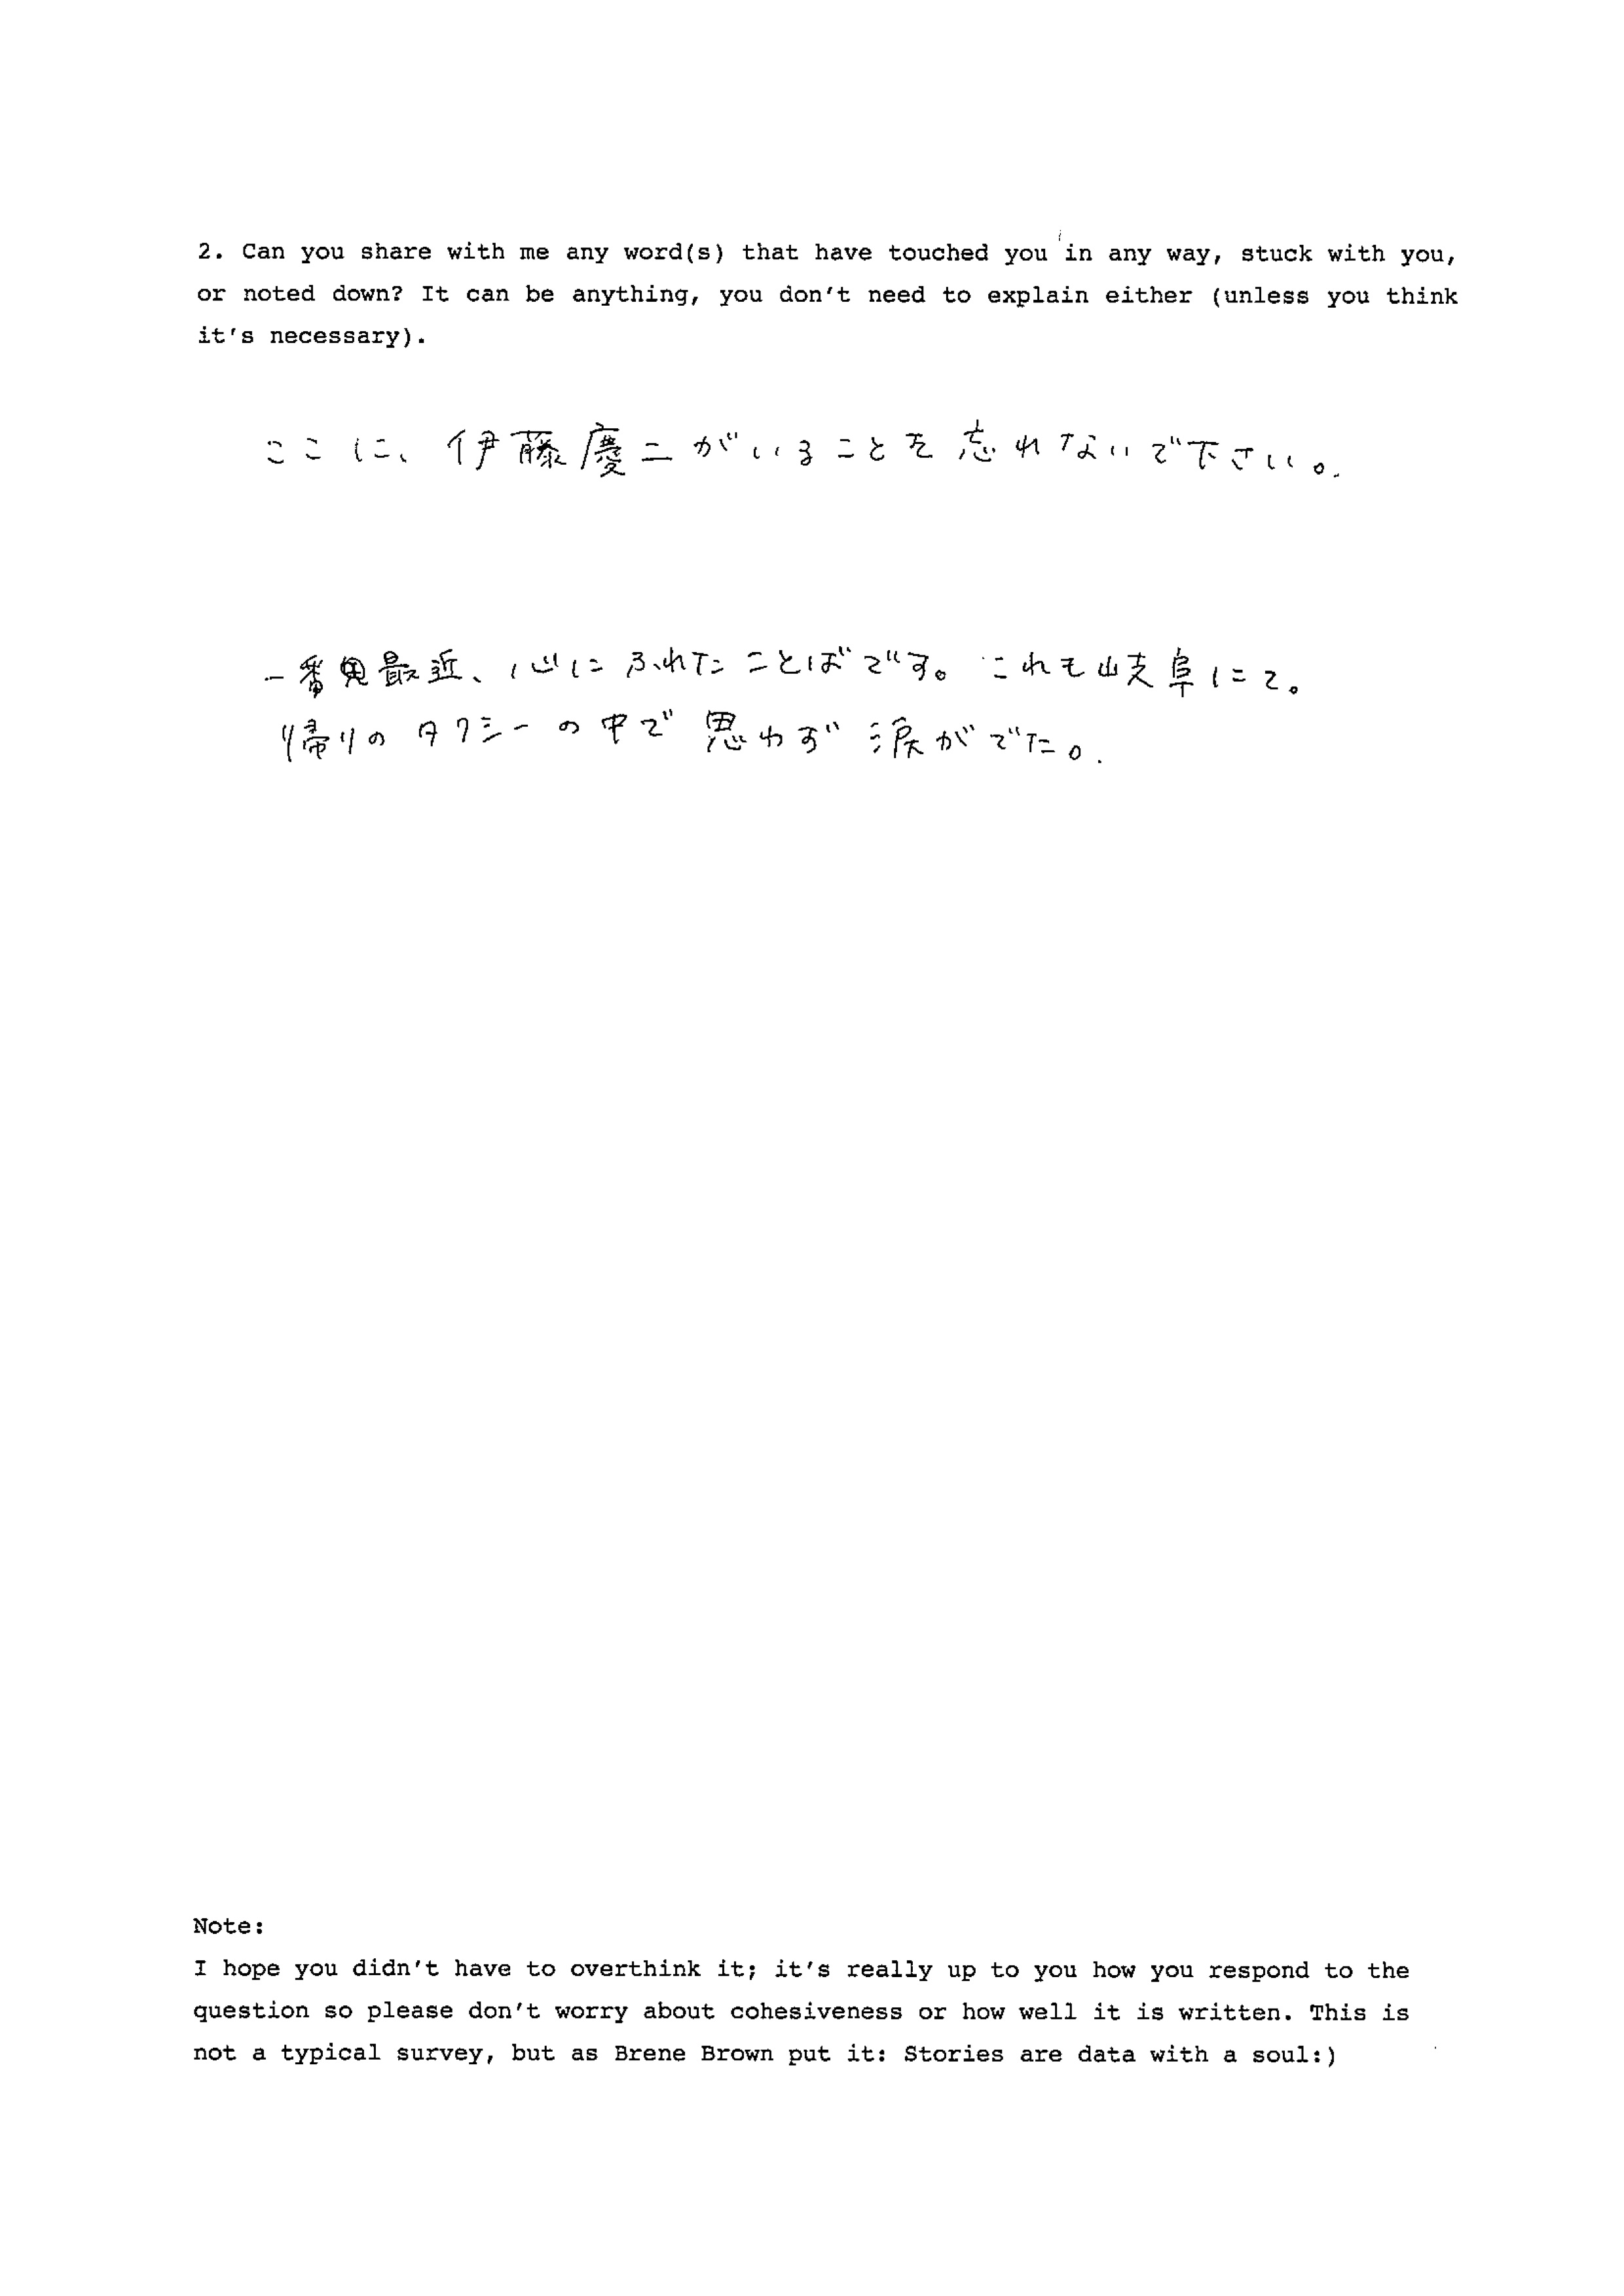 2. Can you share with me any word(s) that have touched you in any way, stuck with you,
or noted down? It can be anything, you don't need to explain either (unless you think
it's necessary).
ここに、伊藤慶二がいることを忘れないで下さい。
一番最近、心にふれたことばです。これも岐阜にて。
帰りのタクシーの中で思わず涙がでた。
Note:
I hope you didn't have to overthink it; it's really up to you how you respond to the
question so please don't worry about cohesiveness or how well it is written. This is
not a typical survey, but as Brene Brown put it: Stories are data with a soul:)